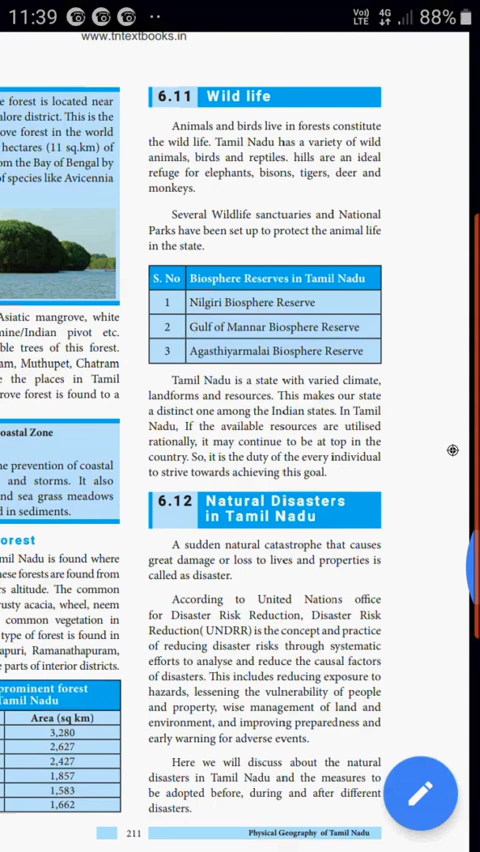 11:39
VoLTE 4G 88%
www.tntextbooks.in
e forest is located near
alore district. This is the
ove forest in the world
hectares (11 sq.km) of
om the Bay of Bengal by
of species like Avicennia
Asiatic mangrove, white
mine/Indian pivot etc.
ble trees of this forest.
am, Muthupet, Chatram
e the places in Tamil
rove forest is found to a
oastal Zone
he prevention of coastal
and storms. It also
nd sea grass meadows
d in sediments.
orest
mil Nadu is found where
hese forests are found from
rs altitude. The common
rusty acacia, wheel, neem
common vegetation in
type of forest is found in
apuri, Ramanathapuram,
e parts of interior districts.
prominent forest
Tamil Nadu
Area (sq km)
3,280
2,627
2,427
1,857
1,583
1,662
6.11 Wild life
Animals and birds live in forests constitute
the wild life. Tamil Nadu has a variety of wild
animals, birds and reptiles. hills are an ideal
refuge for elephants, bisons, tigers, deer and
monkeys.
Several Wildlife sanctuaries and National
Parks have been set up to protect the animal life
in the state.
S. No Biosphere Reserves in Tamil Nadu
1 Nilgiri Biosphere Reserve
2 Gulf of Mannar Biosphere Reserve
3 Agasthiyarmalai Biosphere Reserve
Tamil Nadu is a state with varied climate,
landforms and resources. This makes our state
a distinct one among the Indian states. In Tamil
Nadu, If the available resources are utilised
rationally, it may continue to be at top in the
country. So, it is the duty of the every individual
to strive towards achieving this goal.
6.12 Natural Disasters
in Tamil Nadu
A sudden natural catastrophe that causes
great damage or loss to lives and properties is
called as disaster.
According to United Nations office
for Disaster Risk Reduction, Disaster Risk
Reduction( UNDRR) is the concept and practice
of reducing disaster risks through systematic
efforts to analyse and reduce the causal factors
of disasters. This includes reducing exposure to
hazards, lessening the vulnerability of people
and property, wise management of land and
environment, and improving preparedness and
early warning for adverse events.
Here we will discuss about the natural
disasters in Tamil Nadu and the measures to
be adopted before, during and after different
disasters.
211
Physical Geography of Tamil Nadu